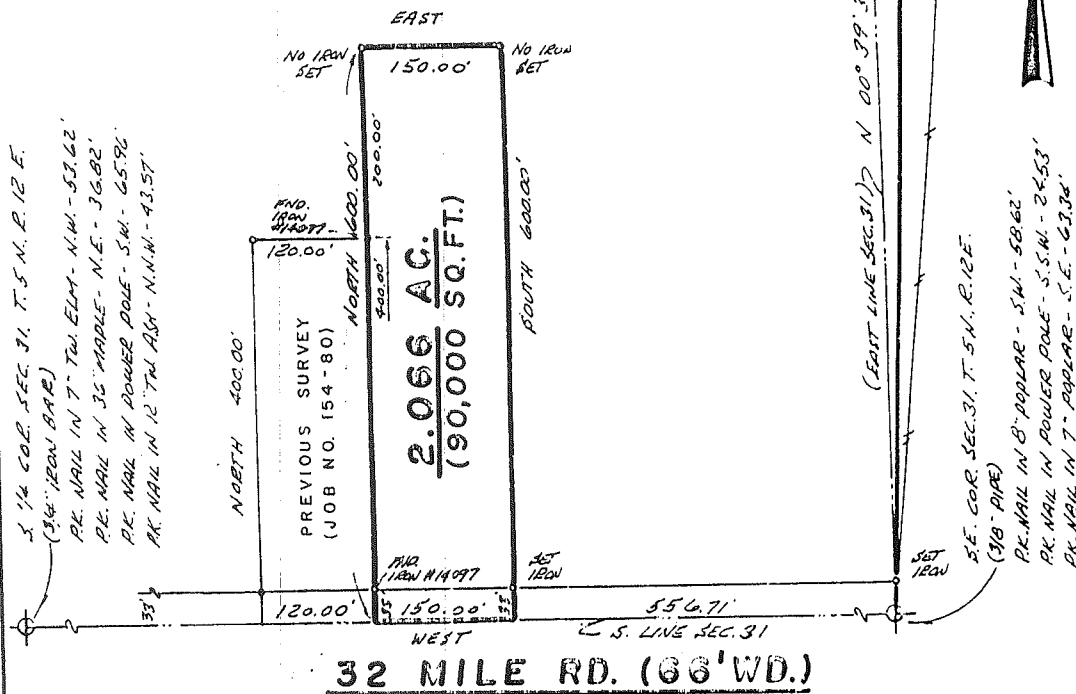 EAST
NO IRON
SET
150.00'
NO IRON
SET
NORTH 600.00'
200.00'
400.00'
SOUTH 600.00'
2.066 AC.
(90,000 SQ.FT.)
FND.
IRON
#14097
120.00'
NORTH 400.00'
PREVIOUS SURVEY
(JOB NO. 154-80)
S 1/4 COR. SEC. 31. T.5 N. R.12 E.
(3/4" IRON BAR)
P.K. NAIL IN 7" TWL ELM - N.W. - 53.62'
P.K. NAIL IN 36" MAPLE - N.E. - 36.82'
P.K. NAIL IN POWER POLE - S.W. - 65.96'
P.K. NAIL IN 12" TWL ASH - N.N.W. - 43.57'
(EAST LINE SEC.31) N 00° 39'
S.E. COR. SEC.31. T. 5 N. R.12E.
(3/8" PIPE)
P.K. NAIL IN 8" POPLAR - S.W. - 58.62'
P.K. NAIL IN POWER POLE - S.S.W. - 24.53'
P.K. NAIL IN 7" POPLAR - S.E. - 63.36'
FND.
IRON #14097
SET
IRON
SET
IRON
33'
120.00'
33'
150.00'
33'
556.71'
WEST
S. LINE SEC. 31
32 MILE RD. (66'WD.)